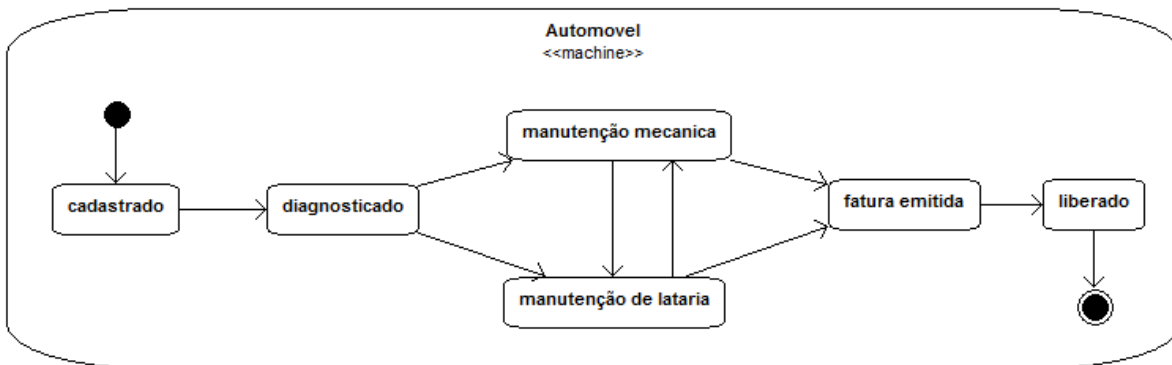 Automovel
<<machine>>
manutenção mecanica
cadastrado
diagnosticado
fatura emitida
liberado
manutenção de lataria